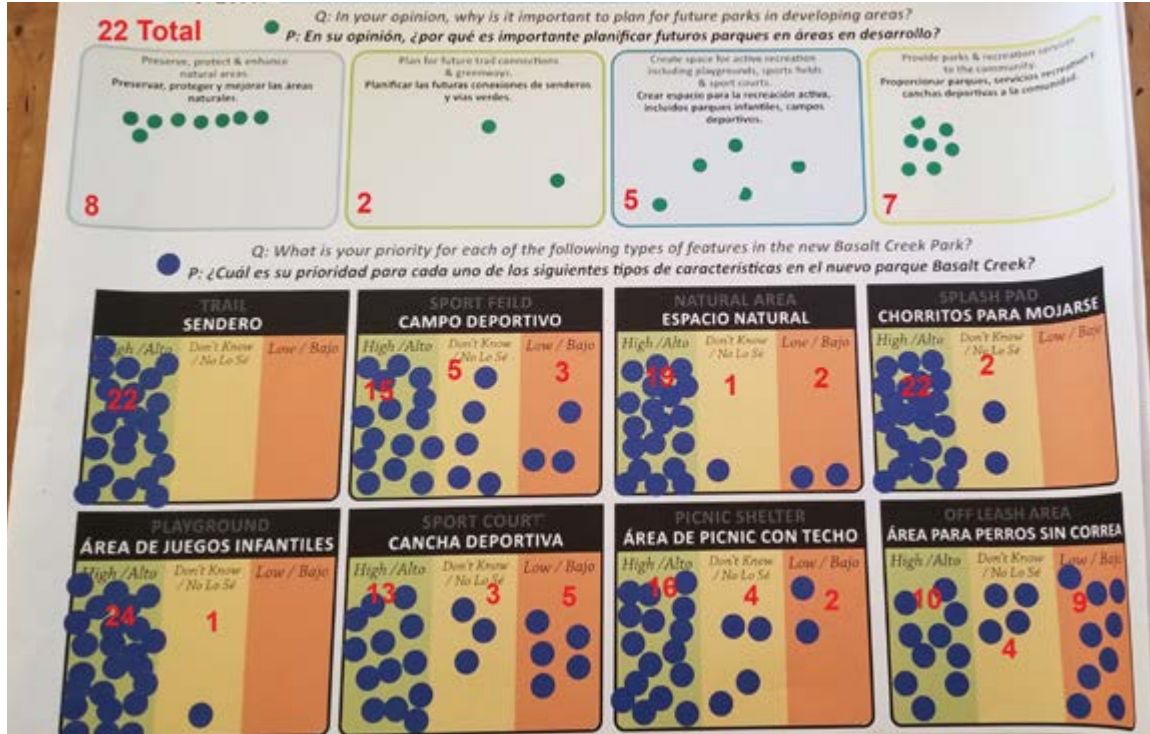 22 Total
Q: In your opinion, why is it important to plan for future parks in developing areas?
P: En su opinión, ¿por qué es importante planificar futuros parques en áreas en desarrollo?
Preserve, protect & enhance
natural areas.
Preservar, proteger y mejorar las áreas
naturales.
8
Plan for future trail connections
& greenways.
Planificar las futuras conexiones de senderos
y vías verdes.
2
Create space for active recreation
including playgrounds, sports fields
& sport courts.
Crear espacio para la recreación activa,
incluidos parques infantiles, campos
deportivos.
5
Provide parks & recreation services
to the community.
Proporcionar parques, servicios recreation y
canchas deportivas a la comunidad.
7
Q: What is your priority for each of the following types of features in the new Basalt Creek Park?
P: ¿Cuál es su prioridad para cada uno de los siguientes tipos de características en el nuevo parque Basalt Creek?
TRAIL
SENDERO
High /Alto
Don't Know
/ No Lo Sé
Low / Bajo
22
SPORT FEILD
CAMPO DEPORTIVO
High /Alto
Don't Know
/No Lo Sé
Low / Bajo
15
5
3
NATURAL AREA
ESPACIO NATURAL
High /Alto
Don't Know
/ No Lo Sé
Low / Bajo
19
1
2
SPLASH PAD
CHORRITOS PARA MOJARSE
High /Alto
Don't Know
/ No Lo Sé
Low / Bajo
22
2
PLAYGROUND
ÁREA DE JUEGOS INFANTILES
High /Alto
Don't Know
/ No Lo Sé
Low / Bajo
24
1
SPORT COURT
CANCHA DEPORTIVA
High /Alto
Don't Know
/ No Lo Sé
Low / Bajo
13
3
5
PICNIC SHELTER
ÁREA DE PICNIC CON TECHO
High /Alto
Don't Know
/ No Lo Sé
Low / Bajo
16
4
2
OFF LEASH AREA
ÁREA PARA PERROS SIN CORREA
High /Alto
Don't Know
/ No Lo Sé
Low / Bajo
10
4
9